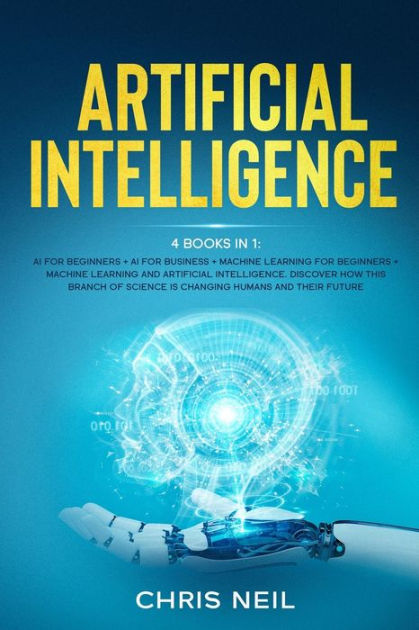 ARTIFICIAL
INTELLIGENCE
4 BOOKS IN 1:
AI FOR BEGINNERS + AI FOR BUSINESS + MACHINE LEARNING FOR BEGINNERS +
MACHINE LEARNING AND ARTIFICIAL INTELLIGENCE. DISCOVER HOW THIS
BRANCH OF SCIENCE IS CHANGING HUMANS AND THEIR FUTURE
CHRIS NEIL